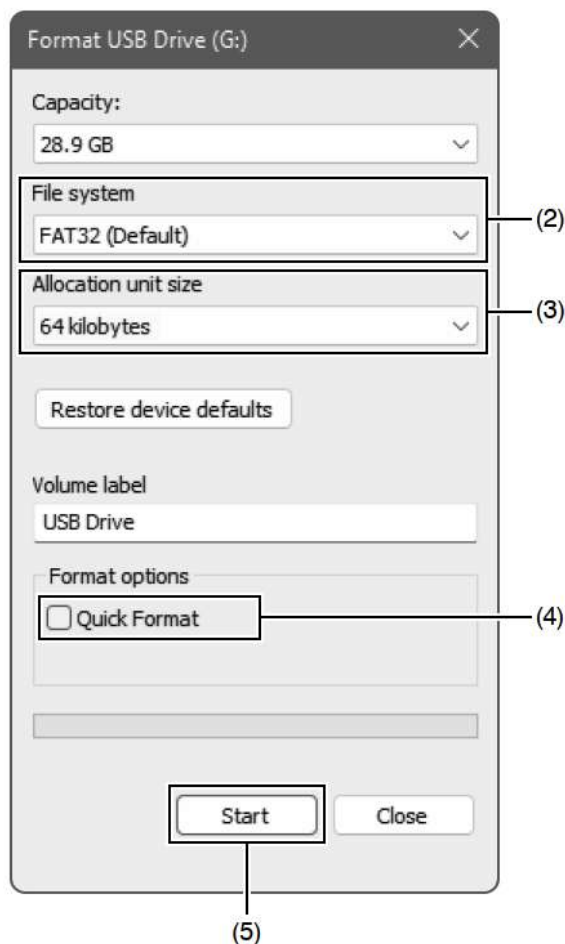 Format USB Drive (G:)
Capacity:
28.9 GB
File system
FAT32 (Default)
(2)
Allocation unit size
64 kilobytes
(3)
Restore device defaults
Volume label
USB Drive
Format options
Quick Format
(4)
Start
Close
(5)